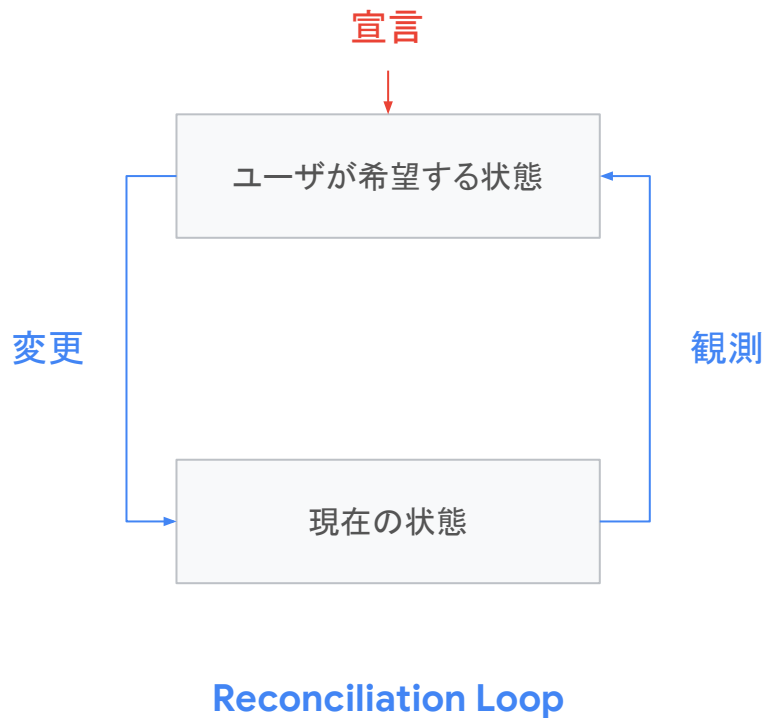 宣言
ユーザが希望する状態
変更
観測
現在の状態
Reconciliation Loop